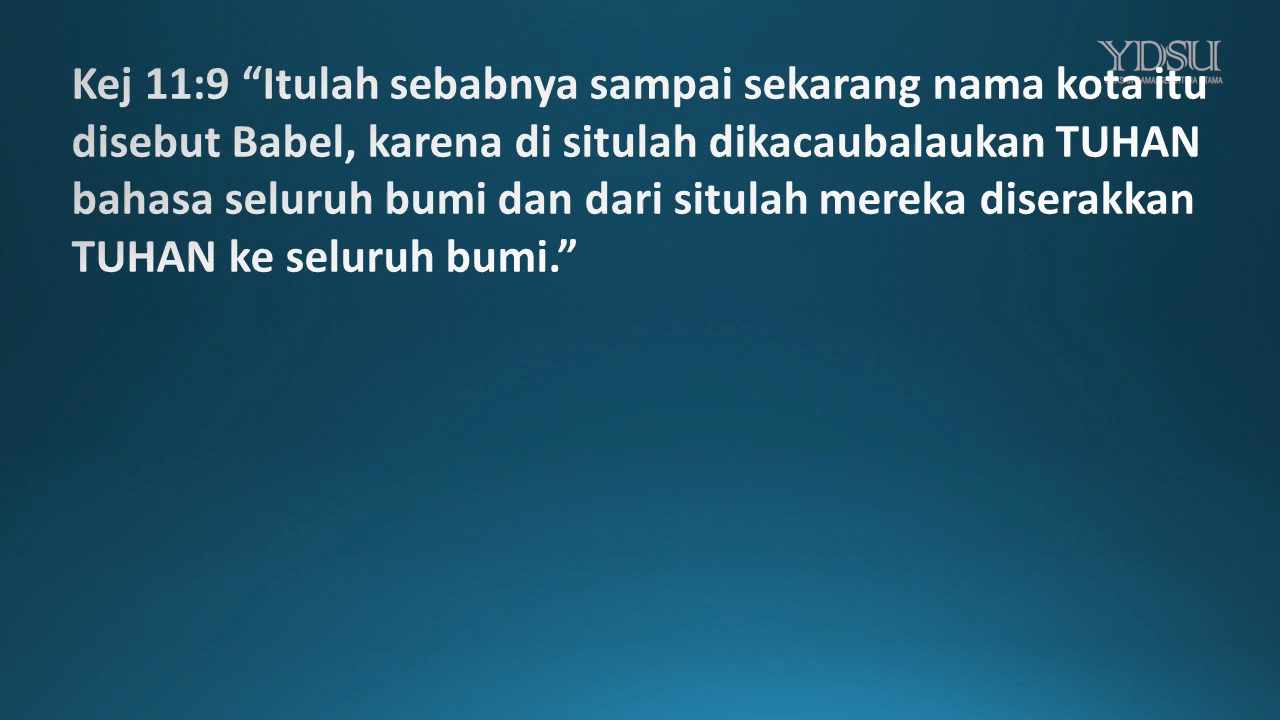 YDSU
Kej 11:9 “Itulah sebabnya sampai sekarang nama kota itu
disebut Babel, karena di situlah dikacaubalaukan TUHAN
bahasa seluruh bumi dan dari situlah mereka diserakkan
TUHAN ke seluruh bumi.”